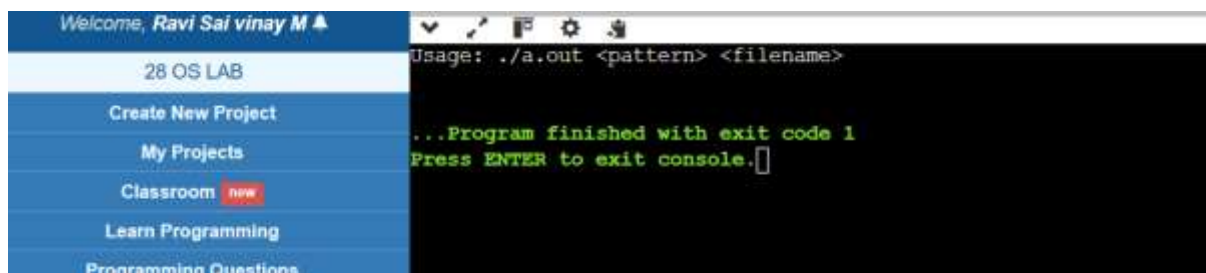 Welcome, Ravi Sai vinay M
28 OS LAB
Create New Project
My Projects
Classroom new
Learn Programming
Programming Questions
Usage: ./a.out <pattern> <filename>
...Program finished with exit code 1
Press ENTER to exit console.